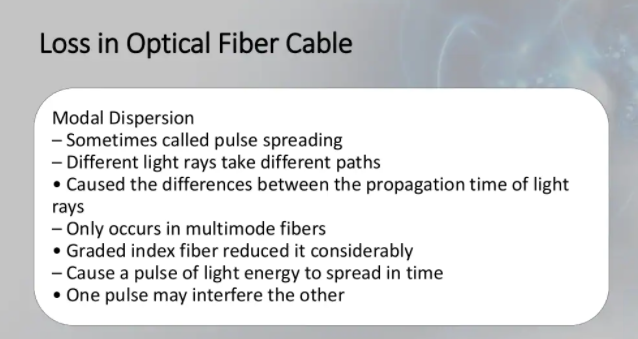 Loss in Optical Fiber Cable
Modal Dispersion
– Sometimes called pulse spreading
– Different light rays take different paths
• Caused the differences between the propagation time of light
rays
– Only occurs in multimode fibers
• Graded index fiber reduced it considerably
– Cause a pulse of light energy to spread in time
• One pulse may interfere the other